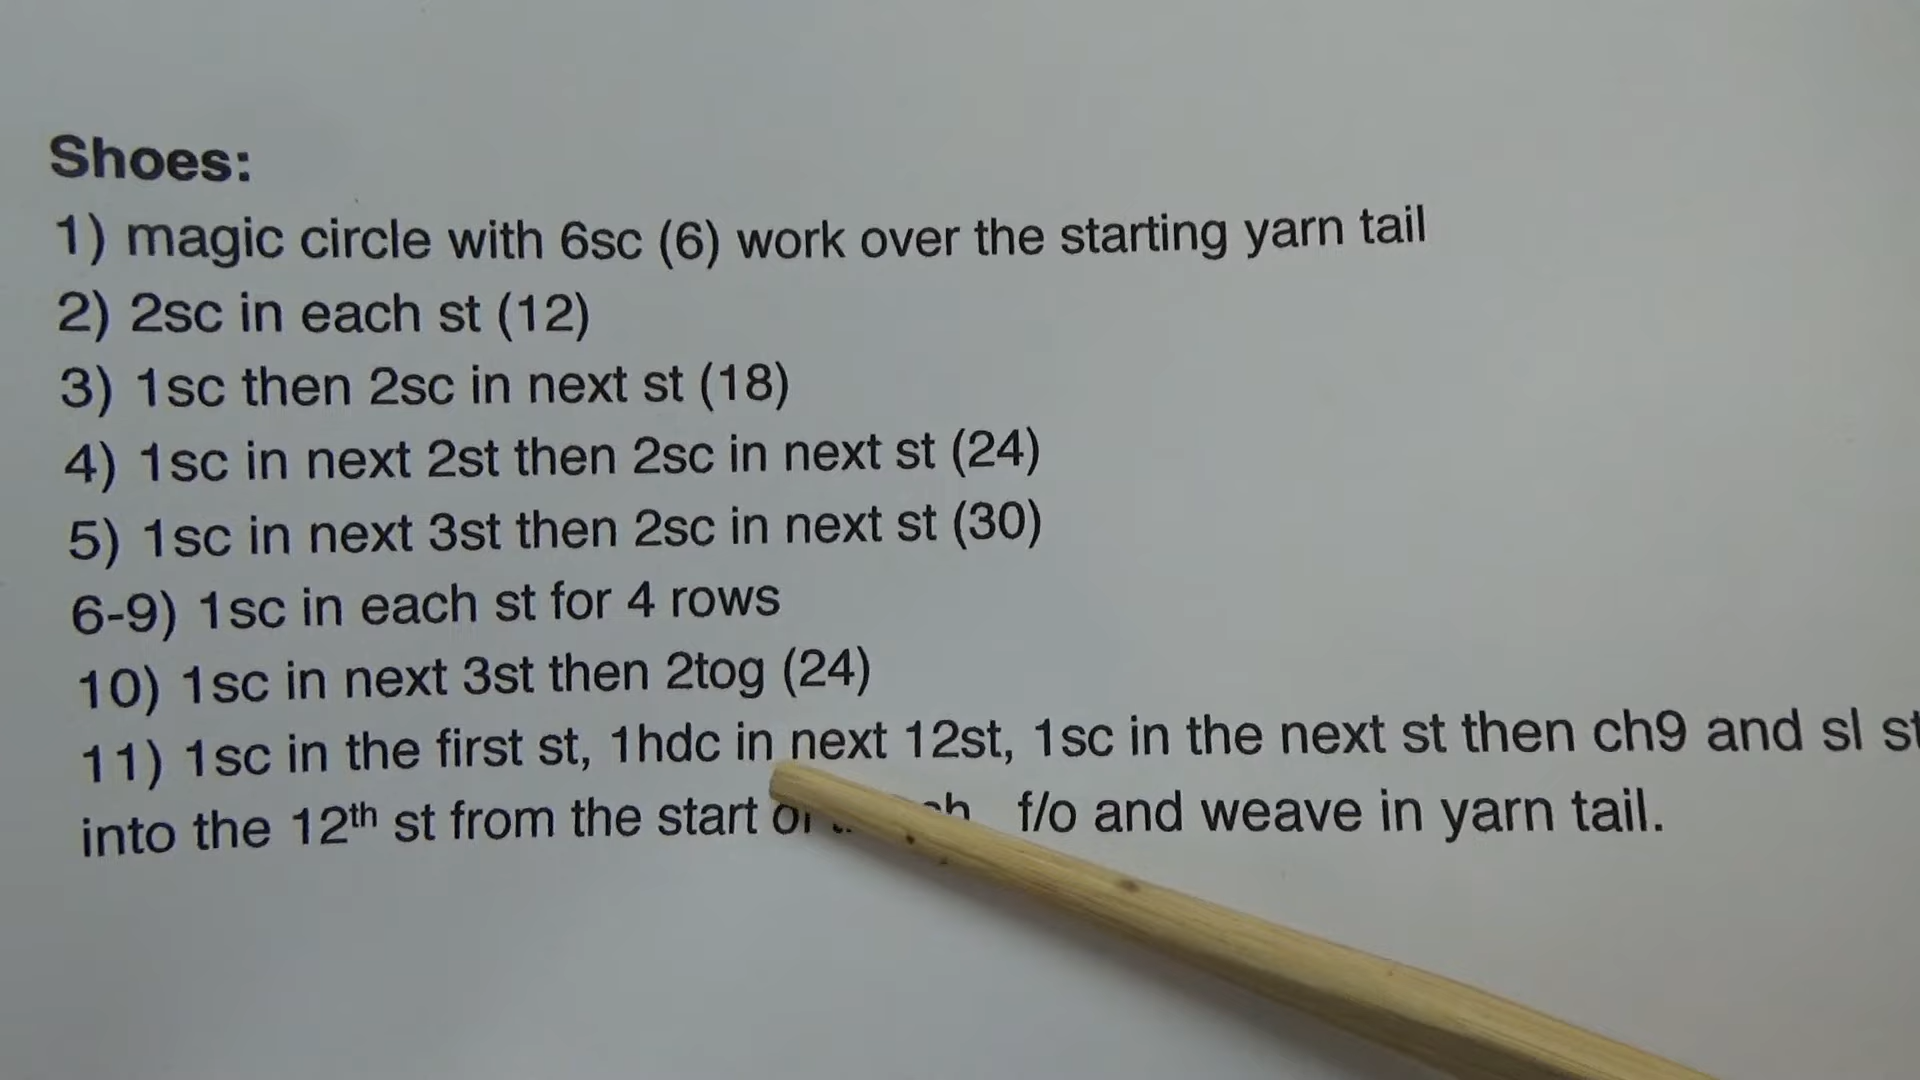 Shoes:
1) magic circle with 6sc (6) work over the starting yarn tail
2) 2sc in each st (12)
3) 1sc then 2sc in next st (18)
4) 1sc in next 2st then 2sc in next st (24)
5) 1sc in next 3st then 2sc in next st (30)
6-9) 1sc in each st for 4 rows
10) 1sc in next 3st then 2tog (24)
11) 1sc in the first st, 1hdc in next 12st, 1sc in the next st then ch9 and sl st
into the 12th st from the start f/o and weave in yarn tail.